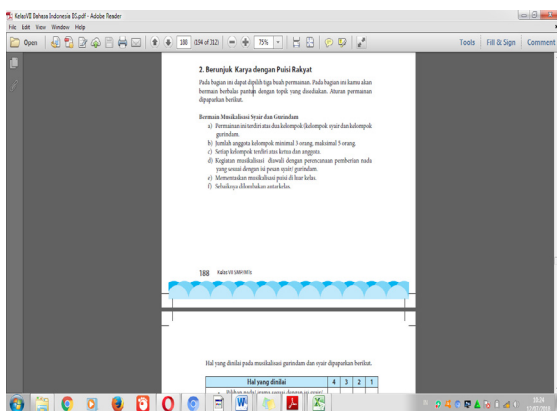 KelasVII Bahasa Indonesia BS.pdf - Adobe Reader
File Edit View Window Help
Open 188 (194 of 312) 75% Tools Fill & Sign Comment
2. Berunjuk Karya dengan Puisi Rakyat
Pada bagian ini dapat dipilih tiga buah permainan. Pada bagian ini kamu akan
bermain berbalas pantun dengan topik yang disediakan. Aturan permainan
dipaparkan berikut.
Bermain Musikalisasi Syair dan Gurindam
a) Permainan ini terdiri atas dua kelompok (kelompok syair dan kelompok
gurindam.
b) Jumlah anggota kelompok minimal 3 orang, maksimal 5 orang.
c) Setiap kelompok terdiri atas ketua dan anggota.
d) Kegiatan musikalisasi diawali dengan perencanaan pemberian nada
yang sesuai dengan isi pesan syair/ gurindam.
e) Mementaskan musikalisasi puisi di luar kelas.
f) Sebaiknya dilombakan antarkelas.
188 Kelas VII SMP/MTs
Hal yang dinilai pada musikalisasi gurindam dan syair dipaparkan berikut.
Hal yang dinilai 4 3 2 1
10:24